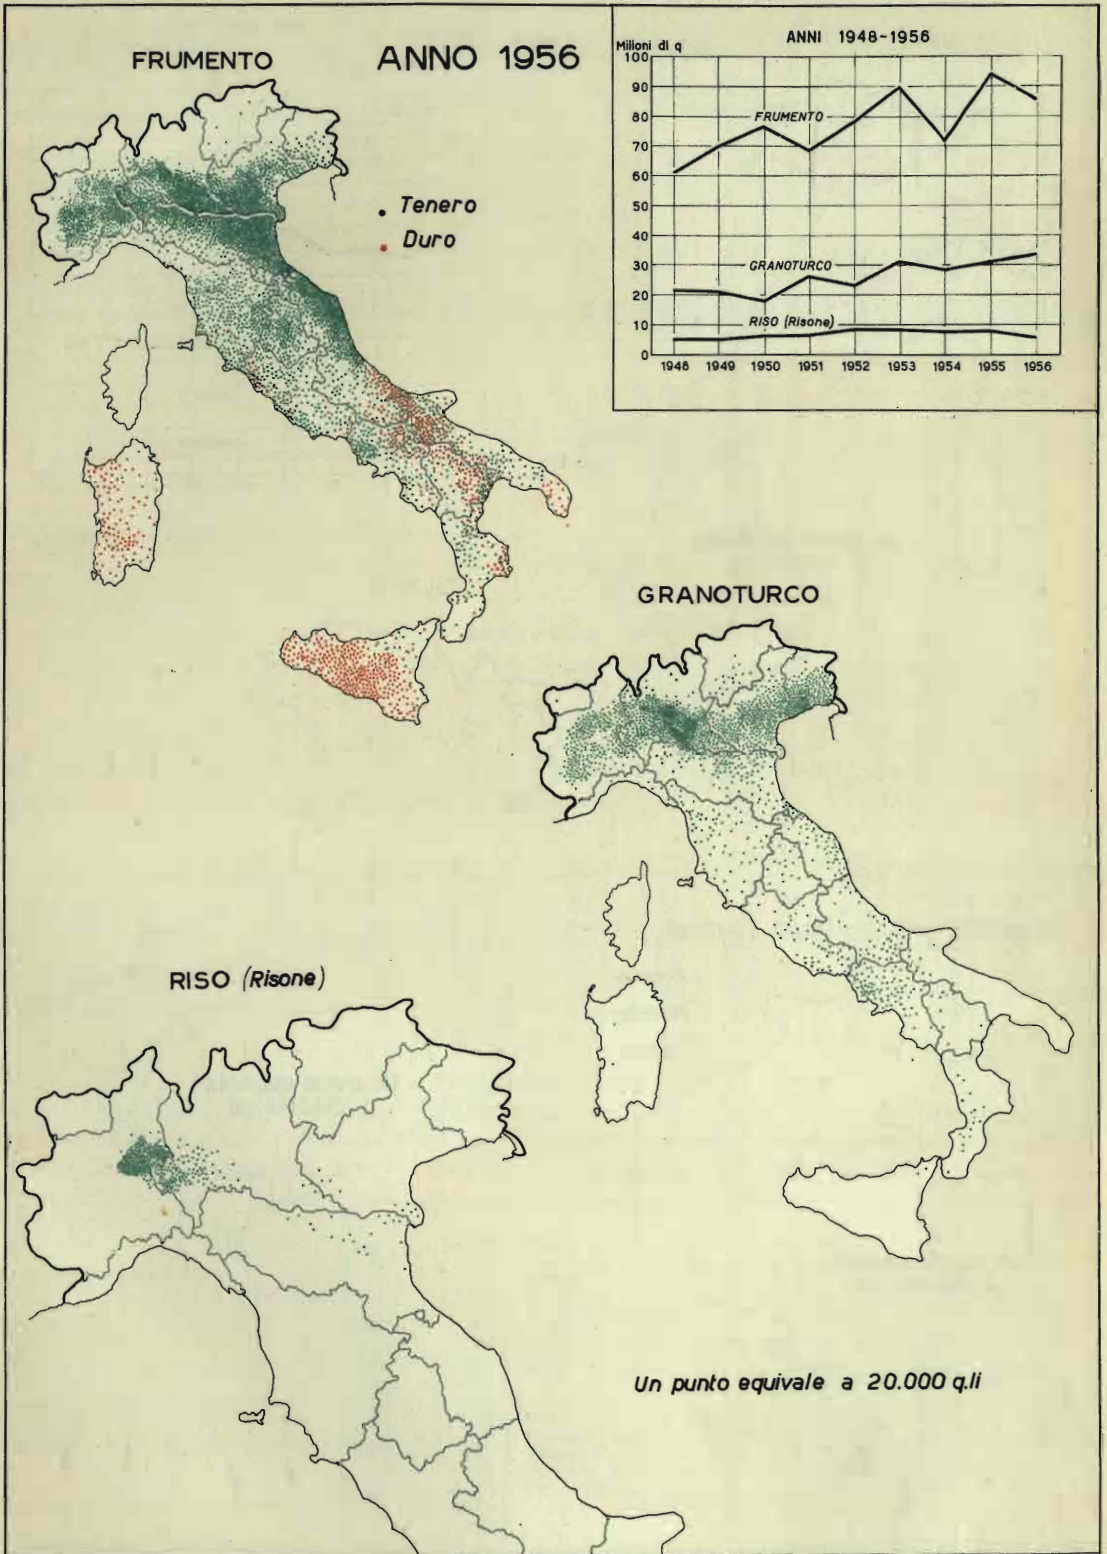 FRUMENTO
ANNO 1956
Tenero
Duro
ANNI 1948-1956
Milioni di q
100
90
80
70
60
50
40
30
20
10
0
FRUMENTO
GRANOTURCO
RISO (Risone)
1948 1949 1950 1951 1952 1953 1954 1955 1956
GRANOTURCO
RISO (Risone)
Un punto equivale a 20.000 q.li